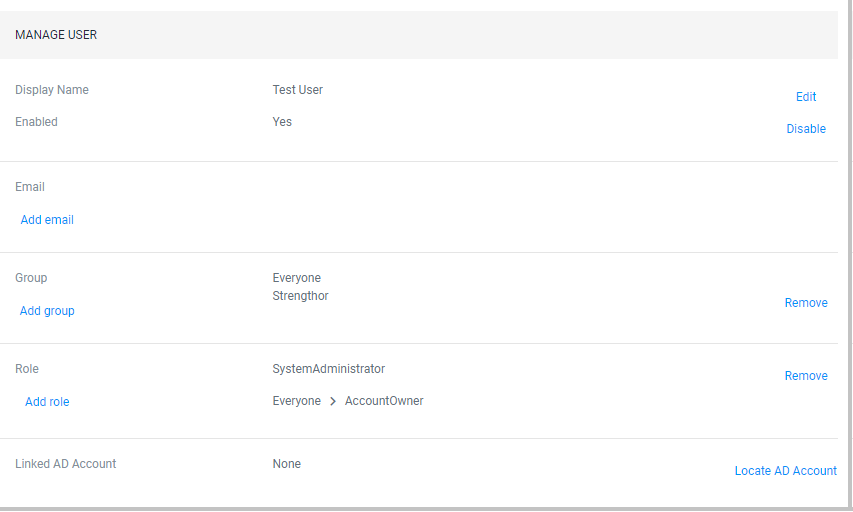 MANAGE USER
Display Name Test User Edit
Enabled Yes Disable
Email
Add email
Group Everyone
Strengthor Remove
Add group
Role SystemAdministrator Remove
Add role Everyone > AccountOwner
Linked AD Account None Locate AD Account